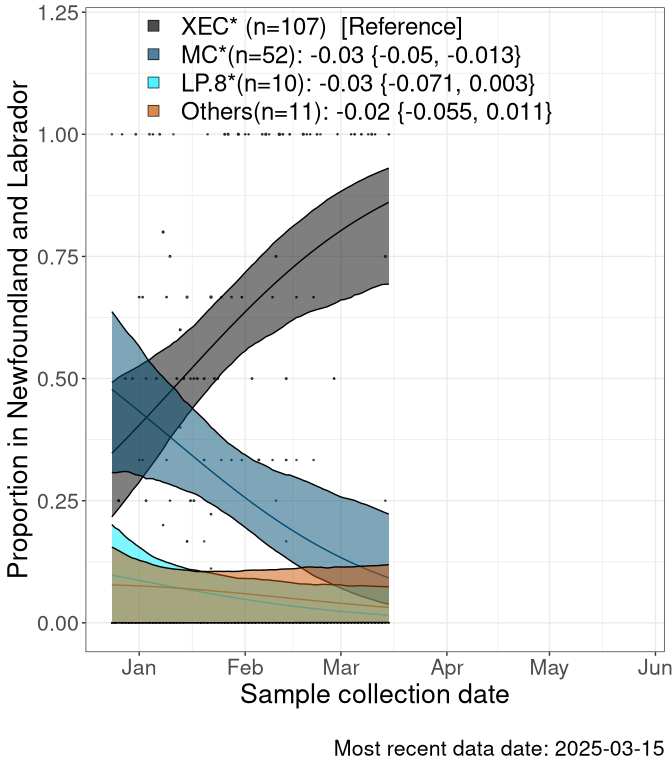 XEC* (n=107)  [Reference]
MC*(n=52): -0.03 {-0.05, -0.013}
LP.8*(n=10): -0.03 {-0.071, 0.003}
Others(n=11): -0.02 {-0.055, 0.011}
Proportion in Newfoundland and Labrador
1.25
1.00
0.75
0.50
0.25
0.00
Jan Feb Mar Apr May Jun
Sample collection date
Most recent data date: 2025-03-15